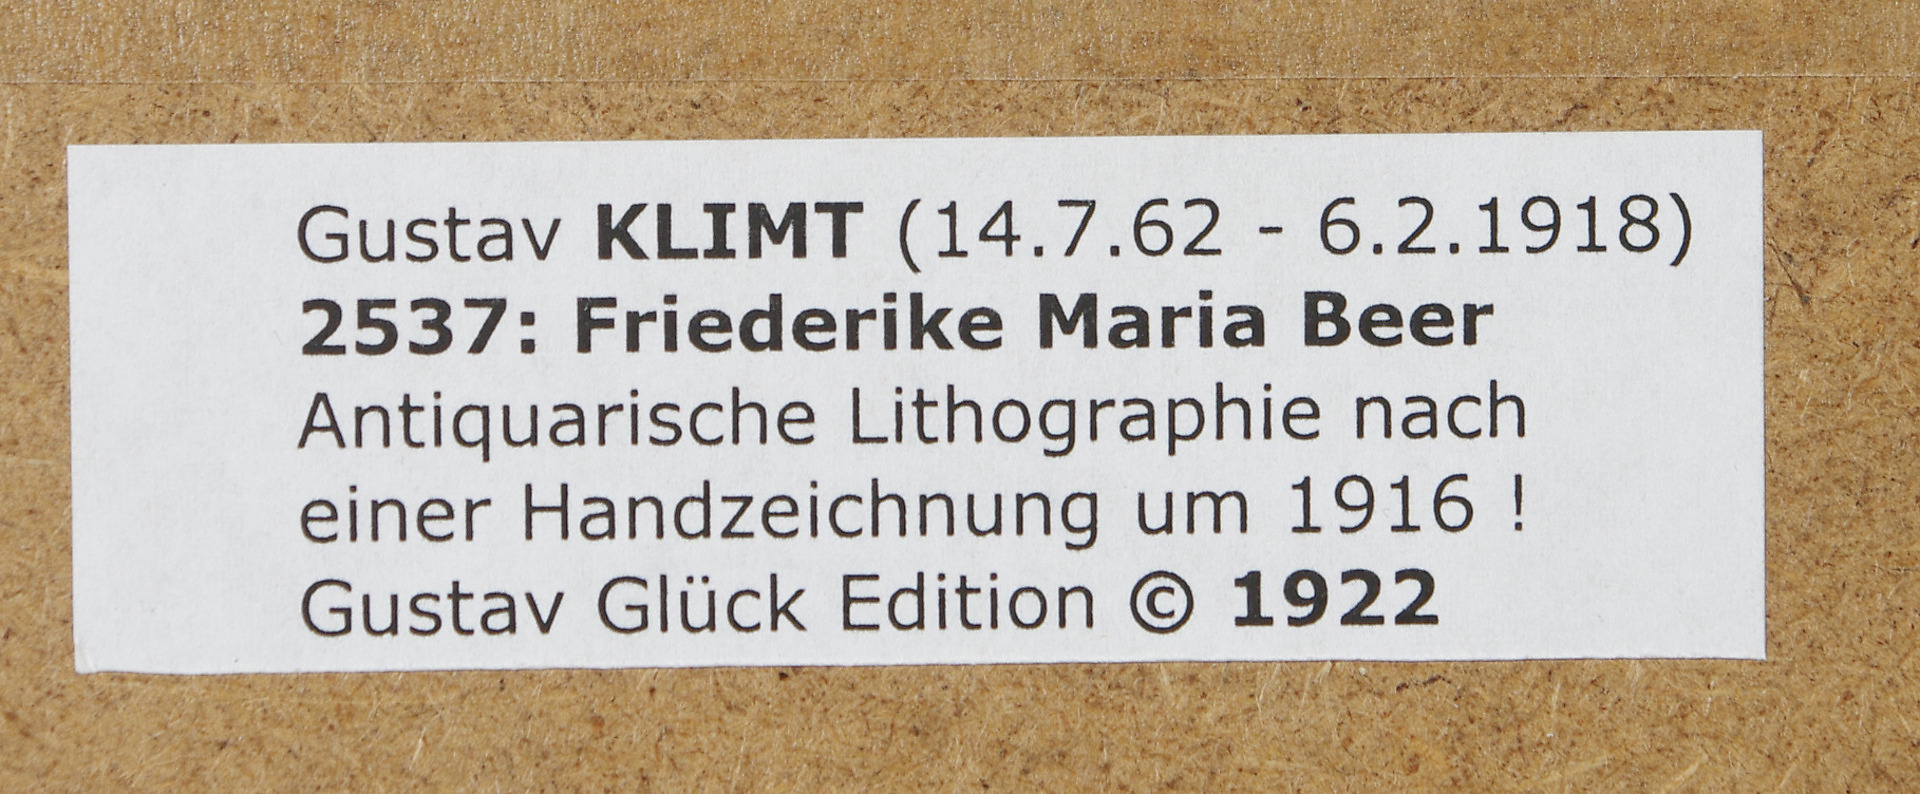 Gustav KLIMT (14.7.62 - 6.2.1918)
2537: Friederike Maria Beer
Antiquarische Lithographie nach
einer Handzeichnung um 1916 !
Gustav Glück Edition © 1922